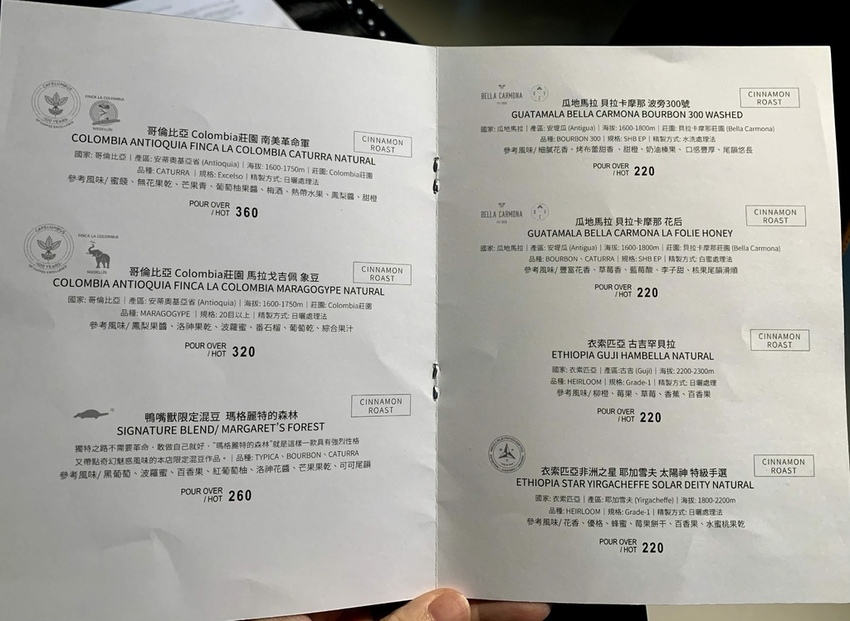 FINCA LA COLOMBIA
MEDELLIN
CINNAMON
ROAST
哥倫比亞 Colombia莊園 南美革命軍
COLOMBIA ANTIOQUIA FINCA LA COLOMBIA CATURRA NATURAL
國家: 哥倫比亞｜產區: 安蒂奧基亞省 (Antioquia)｜海拔: 1600-1750m｜莊園: Colombia莊園
品種: CATURRA｜規格: Excelso｜精製方式: 日曬處理法
參考風味/ 蜜餞、無花果乾、芒果青、葡萄柚果醬、梅酒、熱帶水果、鳳梨醬、甜橙
POUR OVER
/ HOT 360
FINCA LA COLOMBIA
MEDELLIN
CINNAMON
ROAST
哥倫比亞 Colombia莊園 馬拉戈吉佩 象豆
COLOMBIA ANTIOQUIA FINCA LA COLOMBIA MARAGOGYPE NATURAL
國家: 哥倫比亞｜產區: 安蒂奧基亞省 (Antioquia)｜海拔: 1600-1750m｜莊園: Colombia莊園
品種: MARAGOGYPE｜規格: 20目以上｜精製方式: 日曬處理法
參考風味/ 鳳梨果醬、洛神果乾、波蘿蜜、番石榴、葡萄乾、綜合果汁
POUR OVER
/ HOT 320
CINNAMON
ROAST
鴨嘴獸限定混豆 瑪格麗特的森林
SIGNATURE BLEND/ MARGARET'S FOREST
獨特之路不需要革命，敢做自己就好，"瑪格麗特的森林"就是這樣一款具有強烈性格
又帶點奇幻魅惑風味的本店限定混豆作品。｜品種: TYPICA、BOURBON、CATURRA
參考風味/ 黑葡萄、波蘿蜜、百香果、紅葡萄柚、洛神花醬、芒果果乾、可可尾韻
POUR OVER
/ HOT 260
BELLA CARMONA
CINNAMON
ROAST
瓜地馬拉 貝拉卡摩那 波旁300號
GUATAMALA BELLA CARMONA BOURBON 300 WASHED
國家: 瓜地馬拉｜產區: 安堤瓜 (Antigua)｜海拔: 1600-1800m｜莊園: 貝拉卡摩那莊園 (Bella Carmona)
品種: BOURBON 300｜規格: SHB EP｜精製方式: 水洗處理法
參考風味/ 細膩花香、烤布蕾甜香 、甜橙、奶油榛果、口感豐厚、尾韻悠長
POUR OVER
/ HOT 220
BELLA CARMONA
CINNAMON
ROAST
瓜地馬拉 貝拉卡摩那 花后
GUATAMALA BELLA CARMONA LA FOLIE HONEY
國家: 瓜地馬拉｜產區: 安堤瓜 (Antigua)｜海拔: 1600-1800m｜莊園: 貝拉卡摩那莊園 (Bella Carmona)
品種: BOURBON、CATURRA｜規格: SHB EP｜精製方式: 白蜜處理法
參考風味/ 豐富花香、草莓香、藍莓酸、李子甜、核果尾韻滑順
POUR OVER
/ HOT 220
CINNAMON
ROAST
衣索匹亞 古吉罕貝拉
ETHIOPIA GUJI HAMBELLA NATURAL
國家: 衣索匹亞｜產區:古吉 (Guji)｜海拔: 2200-2300m
品種: HEIRLOOM｜規格: Grade-1｜精製方式: 日曬處理
參考風味/ 柳橙、莓果、草莓、香蕉、百香果
POUR OVER
/ HOT 220
CINNAMON
ROAST
衣索匹亞非洲之星 耶加雪夫 太陽神 特級手選
ETHIOPIA STAR YIRGACHEFFE SOLAR DEITY NATURAL
國家: 衣索匹亞｜產區: 耶加雪夫 (Yirgacheffe)｜海拔: 1800-2200m
品種: HEIRLOOM｜規格: Grade-1｜精製方式: 日曬處理法
參考風味/ 花香、優格、蜂蜜、莓果餅干、百香果、水蜜桃果乾
POUR OVER
/ HOT 220